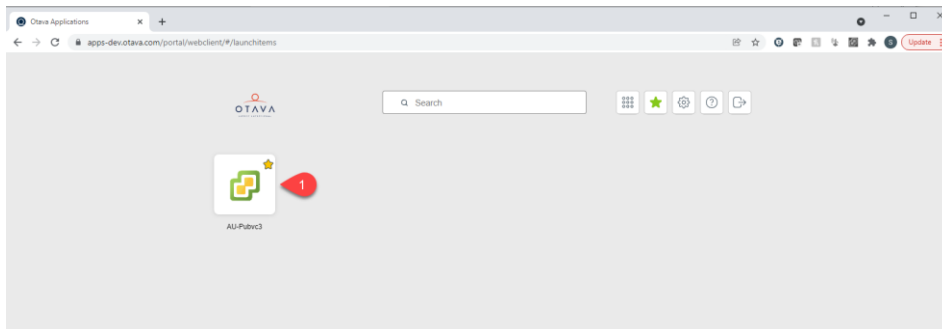 Otava Applications
apps-dev.otava.com/portal/webclient/#/launchitems
S
Update
OTAVA
Search
1
AU-Pubvc3